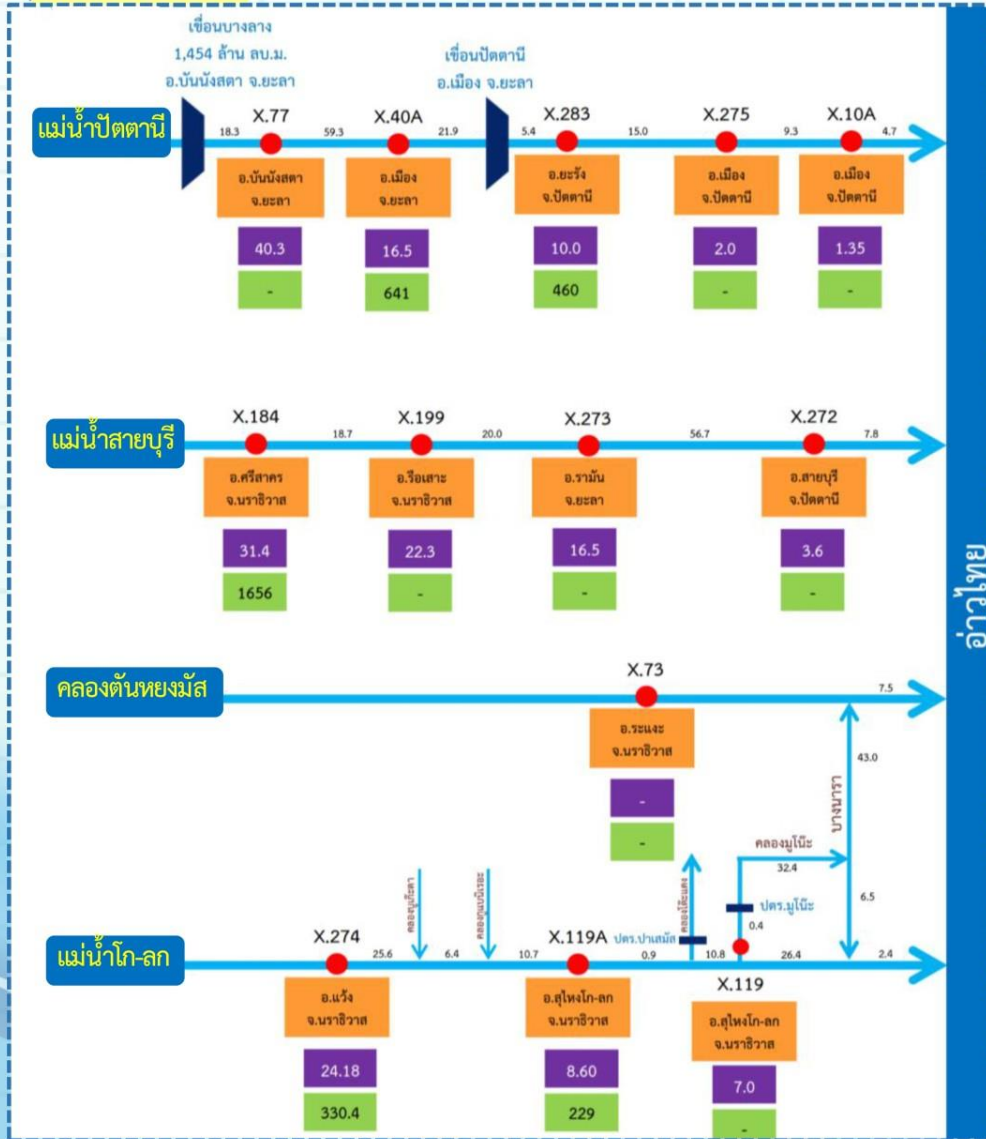 เขื่อนบางลาง
1,454 ล้าน ลบ.ม.
อ.บันนังสตา จ.ยะลา
เขื่อนปัตตานี
อ.เมือง จ.ยะลา
แม่น้ำปัตตานี
18.3
X.77
59.3
X.40A
21.9
5.4
X.283
15.0
X.275
9.3
X.10A
4.7
อ.บันนังสตา
จ.ยะลา
อ.เมือง
จ.ยะลา
อ.ยะรัง
จ.ปัตตานี
อ.เมือง
จ.ปัตตานี
อ.เมือง
จ.ปัตตานี
40.3
16.5
10.0
2.0
1.35
-
641
460
-
-
แม่น้ำสายบุรี
X.184
18.7
X.199
20.0
X.273
56.7
X.272
7.8
อ.ศรีสาคร
จ.นราธิวาส
อ.รือเสาะ
จ.นราธิวาส
อ.รามัน
จ.ยะลา
อ.สายบุรี
จ.ปัตตานี
31.4
22.3
16.5
3.6
1656
-
-
-
อ่าวไทย
คลองตันหยงมัส
X.73
7.5
อ.ระแงะ
จ.นราธิวาส
-
-
บางนารา
43.0
คลองมูโน๊ะ
32.4
ปตร.มูโน๊ะ
0.4
6.5
คลองโต๊ะแดง
ปตร.ปาเสมัส
แม่น้ำโก-ลก
X.274
25.6
6.4
10.7
X.119A
0.9
10.8
X.119
26.4
2.4
อ.แว้ง
จ.นราธิวาส
อ.สุไหงโก-ลก
จ.นราธิวาส
อ.สุไหงโก-ลก
จ.นราธิวาส
24.18
8.60
7.0
330.4
229
-